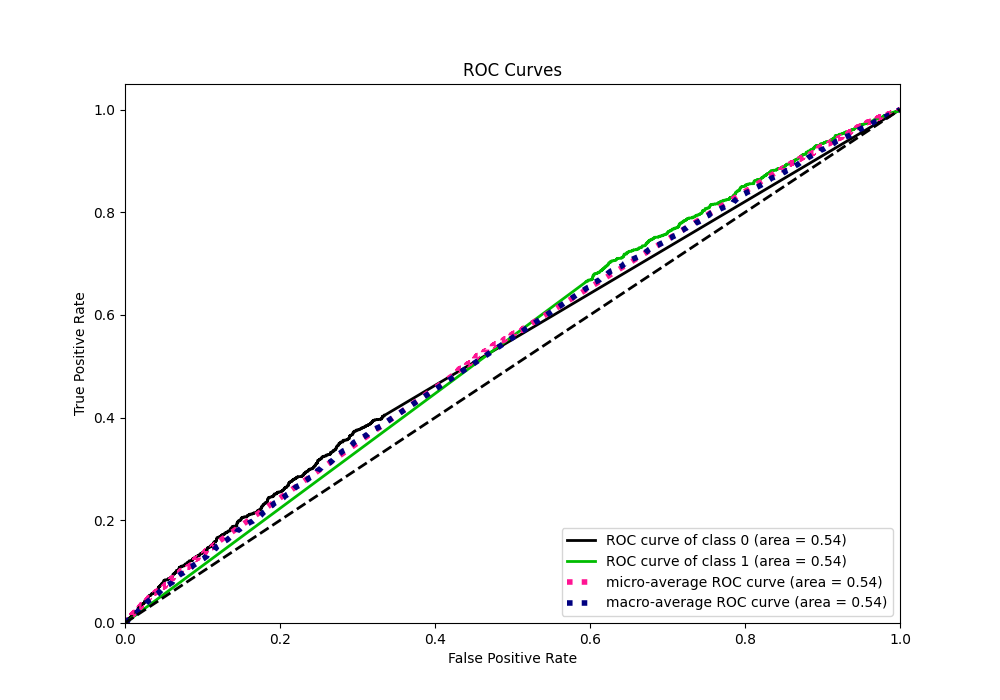 ROC Curves
True Positive Rate
1.0
0.8
0.6
0.4
0.2
0.0
0.0 0.2 0.4 0.6 0.8 1.0
False Positive Rate
ROC curve of class 0 (area = 0.54)
ROC curve of class 1 (area = 0.54)
micro-average ROC curve (area = 0.54)
macro-average ROC curve (area = 0.54)